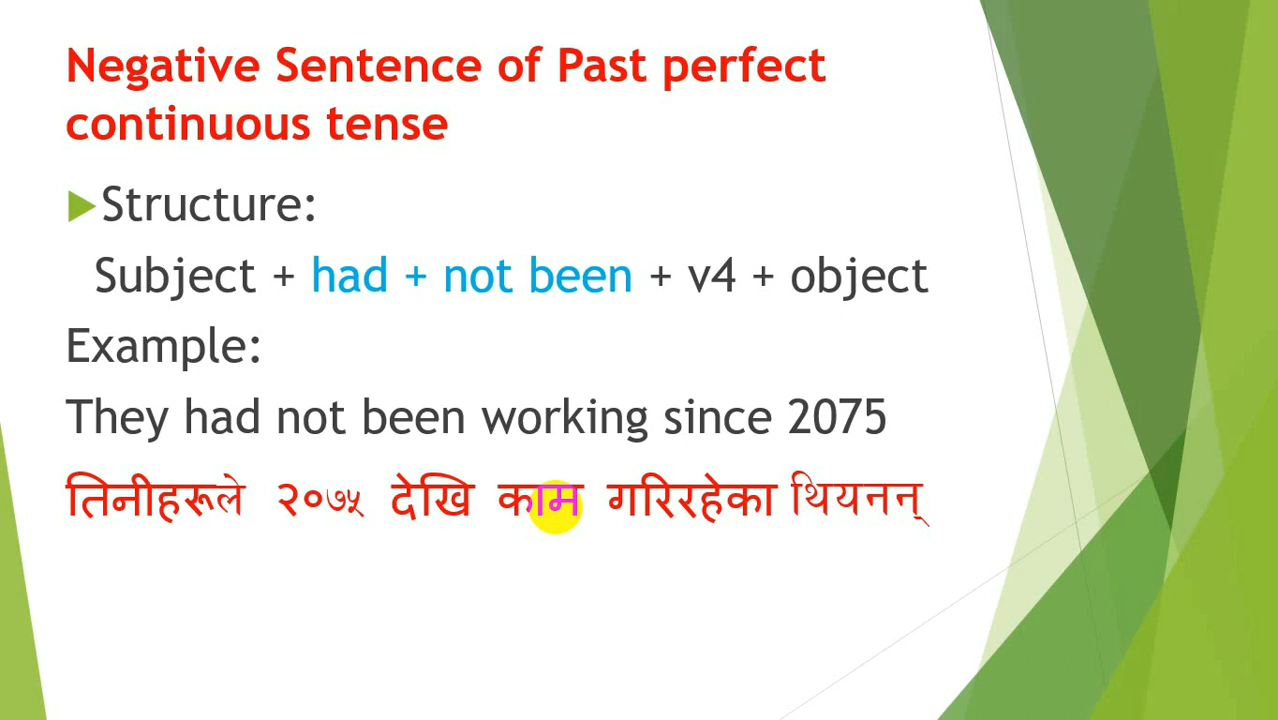 Negative Sentence of Past perfect
continuous tense
Structure:
Subject + had + not been + v4 + object
Example:
They had not been working since 2075
तिनीहरूले २०७५ देखि काम गरिरहेका थियनन्